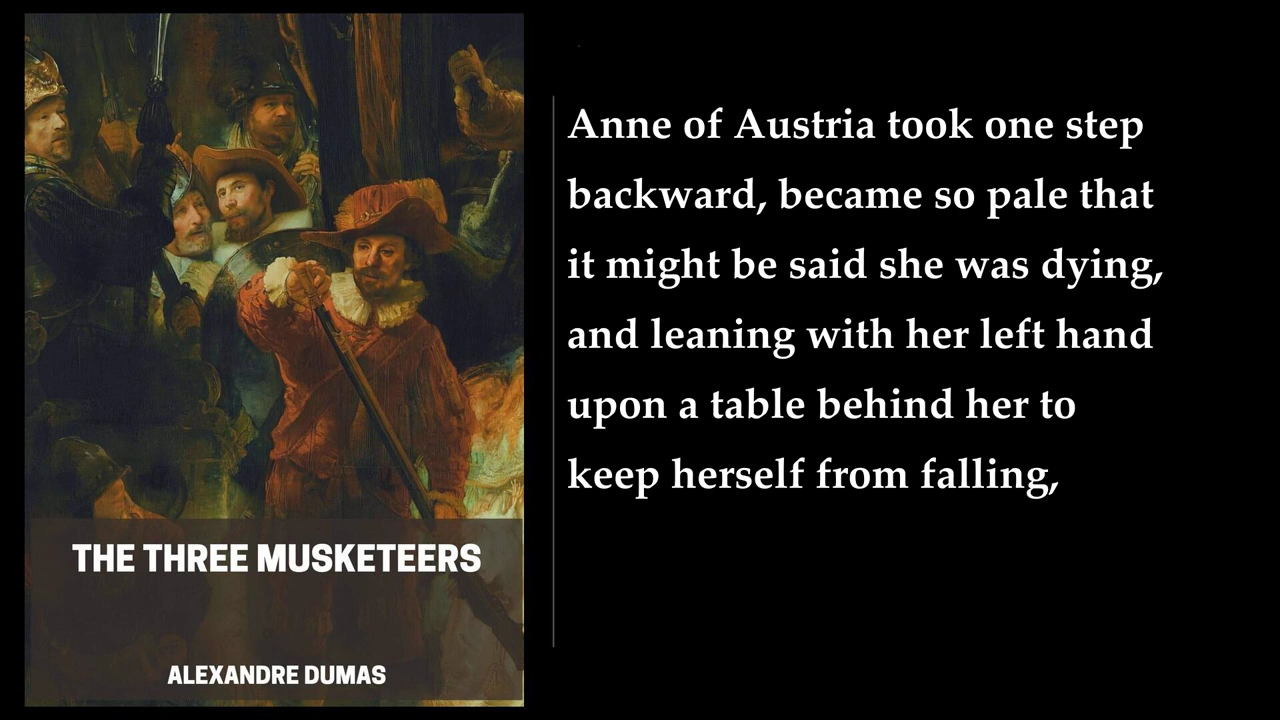 Anne of Austria took one step
backward, became so pale that
it might be said she was dying,
and leaning with her left hand
upon a table behind her to
keep herself from falling,
THE THREE MUSKETEERS
ALEXANDRE DUMAS